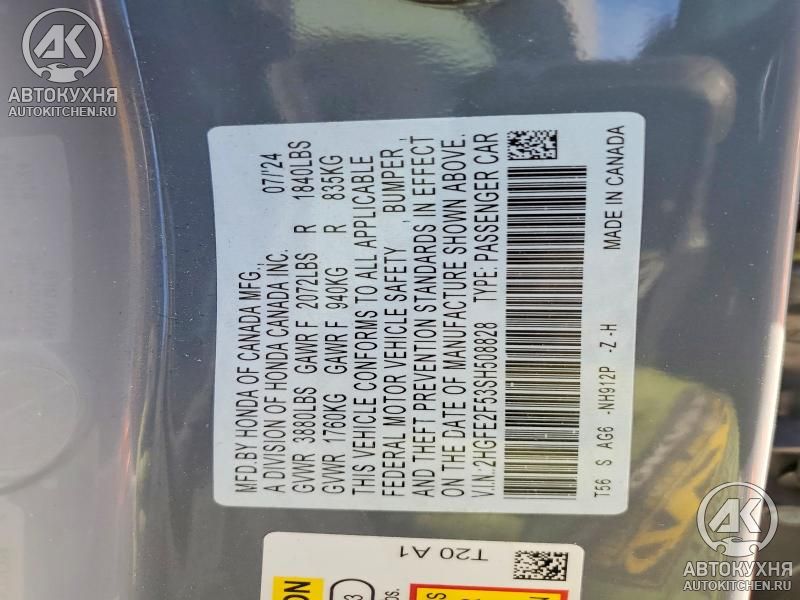 АК
АВТОКУХНЯ
AUTOKITCHEN.RU
MFD.BY HONDA OF CANADA MFG., 07/'24
A DIVISION OF HONDA CANADA INC.
GVWR 3880LBS GAWR F 2072LBS R 1840LBS
GVWR 1760KG GAWR F 940KG R 835KG
THIS VEHICLE CONFORMS TO ALL APPLICABLE
FEDERAL MOTOR VEHICLE SAFETY , BUMPER ,
AND THEFT PREVENTION STANDARDS IN EFFECT
ON THE DATE OF MANUFACTURE SHOWN ABOVE.
V.I.N.:2HGFE2F53SH508828 TYPE: PASSENGER CAR
T56 S AG6 -NH912P -Z -H MADE IN CANADA
T20 A1
АК
АВТОКУХНЯ
AUTOKITCHEN.RU